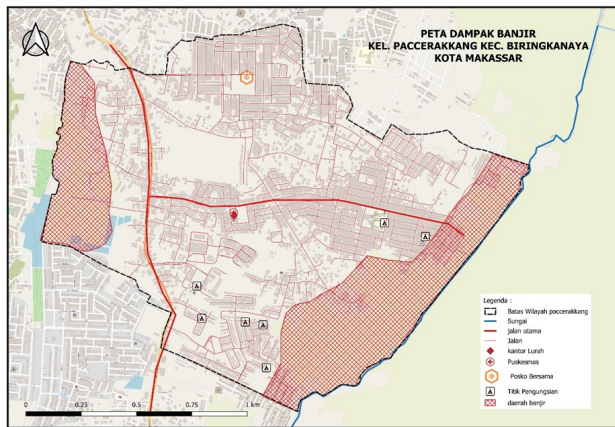 PETA DAMPAK BANJIR
KEL. PACCERAKKANG KEC. BIRINGKANAYA
KOTA MAKASSAR
Legenda :
Batas Wilayah paccerakkang
Sungai
Jalan utama
Jalan
kantor Lurah
Puskesmas
Posko Bersama
Titik Pengungsian
daerah banjir
0 0.25 0.5 0.75 1 km